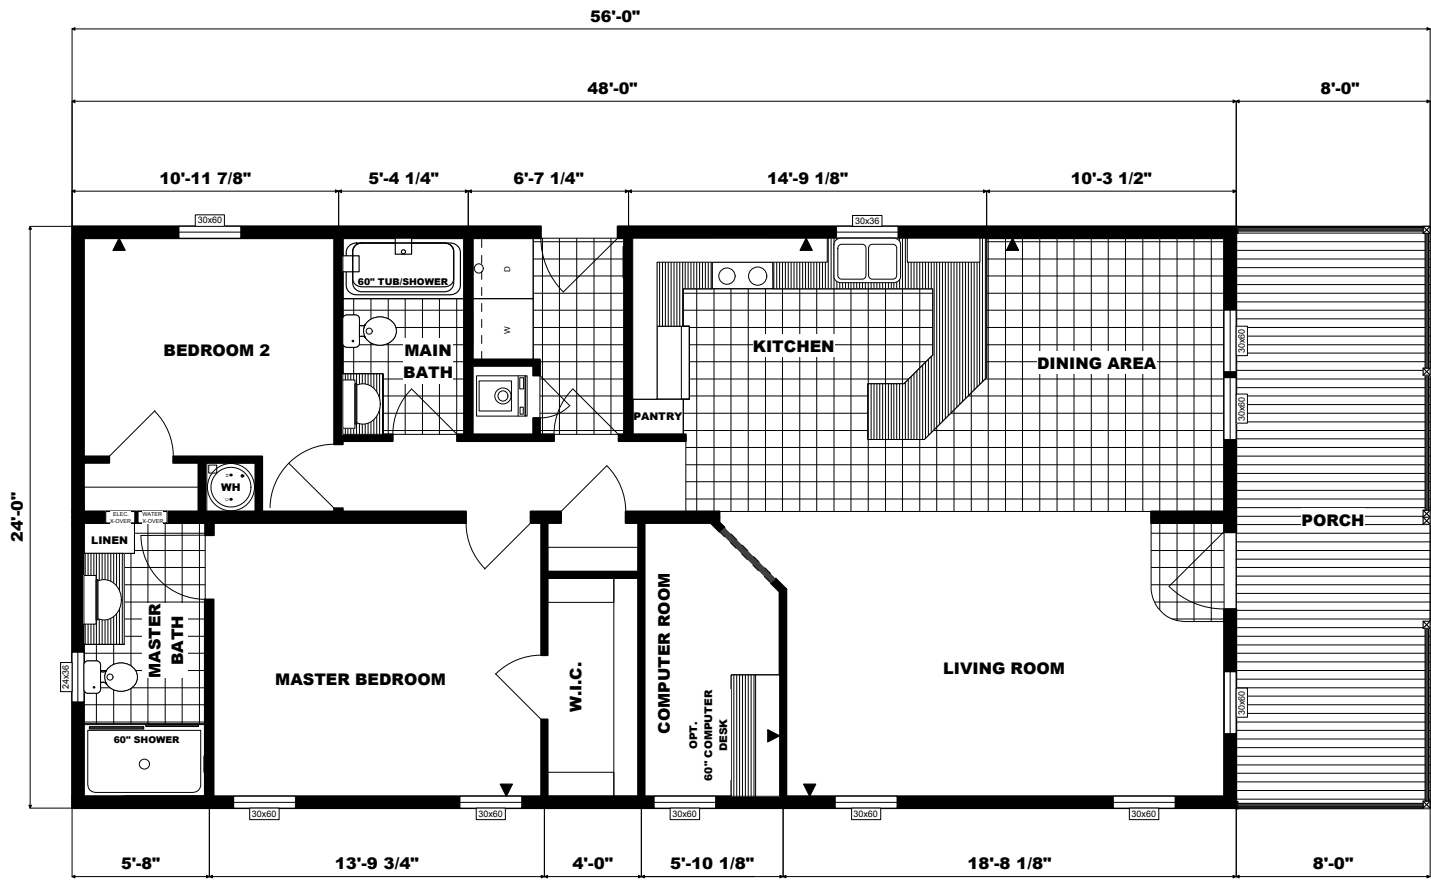 56'-0"
48'-0"
8'-0"
10'-11 7/8"
5'-4 1/4"
6'-7 1/4"
14'-9 1/8"
10'-3 1/2"
30x60
30x36
60" TUB/SHOWER
D
W
BEDROOM 2
MAIN
BATH
KITCHEN
DINING AREA
30x60
30x60
PANTRY
WH
H
C
24'-0"
ELEC.
X-OVER
WATER
X-OVER
LINEN
PORCH
MASTER
BATH
24x36
MASTER BEDROOM
W.I.C.
COMPUTER ROOM
OPT.
60" COMPUTER
DESK
LIVING ROOM
30x60
60" SHOWER
30x60
30x60
30x60
30x60
30x60
5'-8"
13'-9 3/4"
4'-0"
5'-10 1/8"
18'-8 1/8"
8'-0"